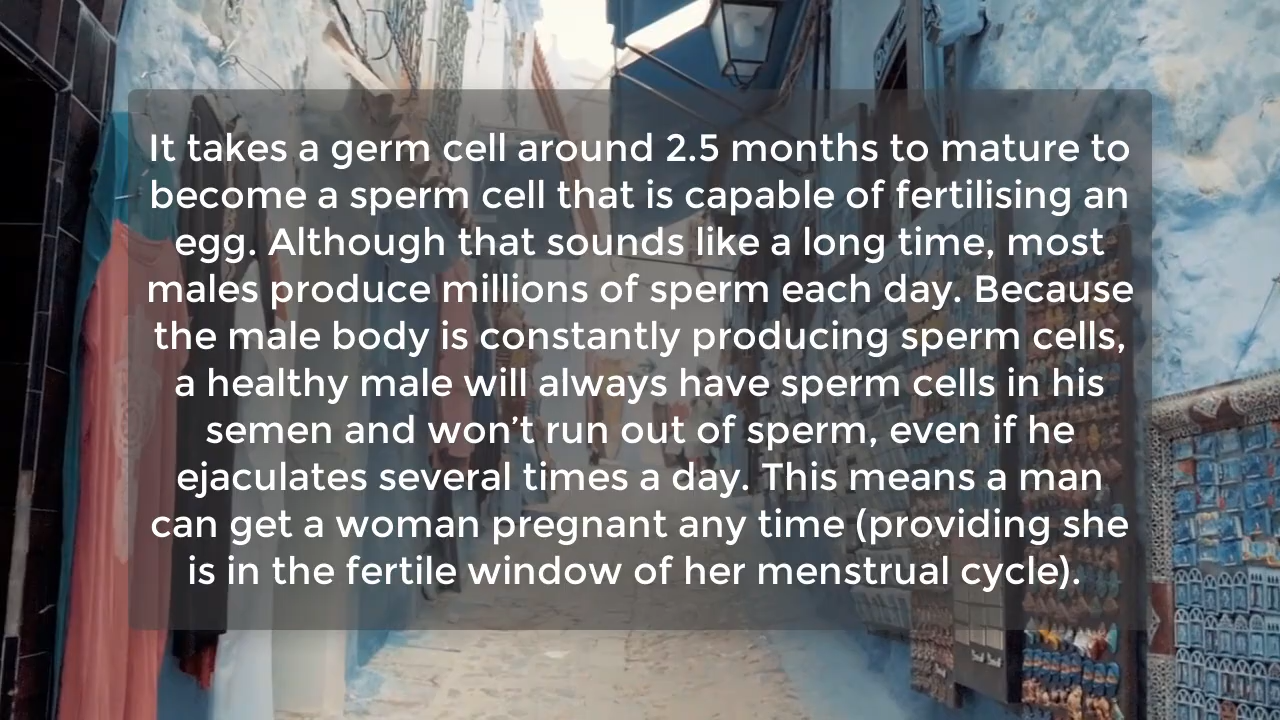 It takes a germ cell around 2.5 months to mature to
become a sperm cell that is capable of fertilising an
egg. Although that sounds like a long time, most
males produce millions of sperm each day. Because
the male body is constantly producing sperm cells,
a healthy male will always have sperm cells in his
semen and won’t run out of sperm, even if he
ejaculates several times a day. This means a man
can get a woman pregnant any time (providing she
is in the fertile window of her menstrual cycle).